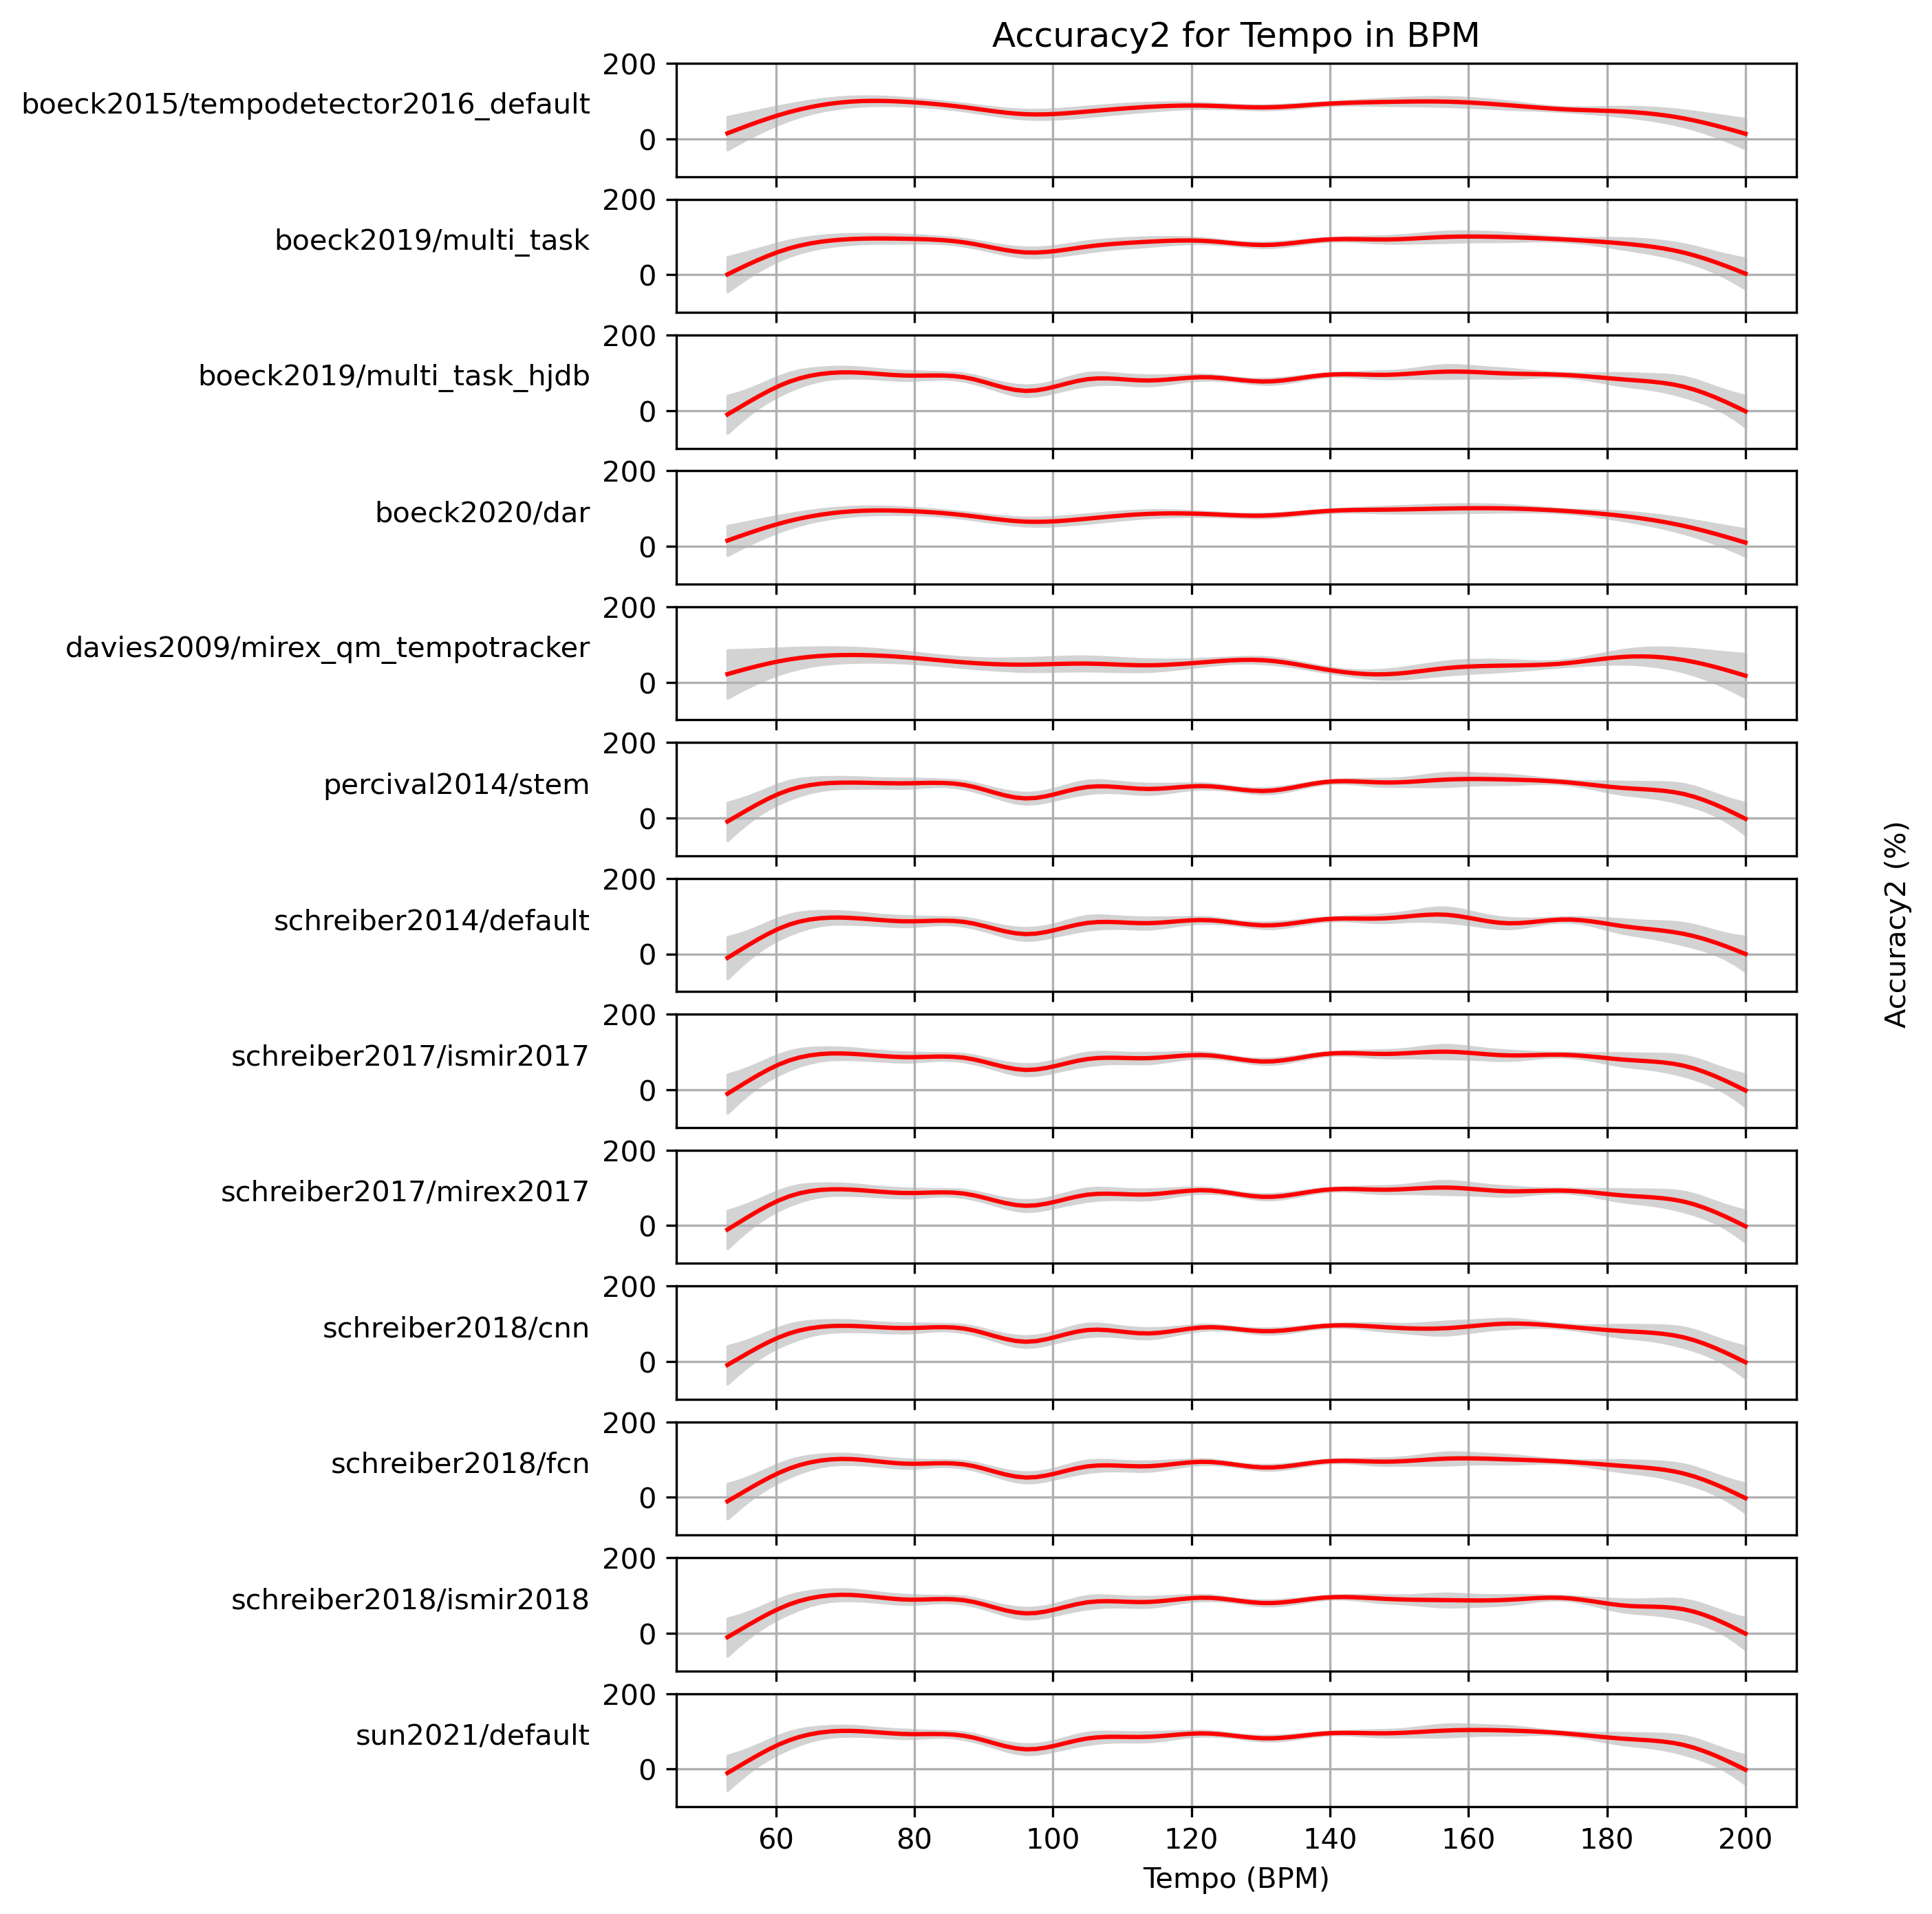 Accuracy2 for Tempo in BPM
boeck2015/tempodetector2016_default
200
0
boeck2019/multi_task
200
0
boeck2019/multi_task_hjdb
200
0
boeck2020/dar
200
0
davies2009/mirex_qm_tempotracker
200
0
percival2014/stem
200
0
schreiber2014/default
200
0
schreiber2017/ismir2017
200
0
schreiber2017/mirex2017
200
0
schreiber2018/cnn
200
0
schreiber2018/fcn
200
0
schreiber2018/ismir2018
200
0
sun2021/default
200
0
60 80 100 120 140 160 180 200
Tempo (BPM)
Accuracy2 (%)